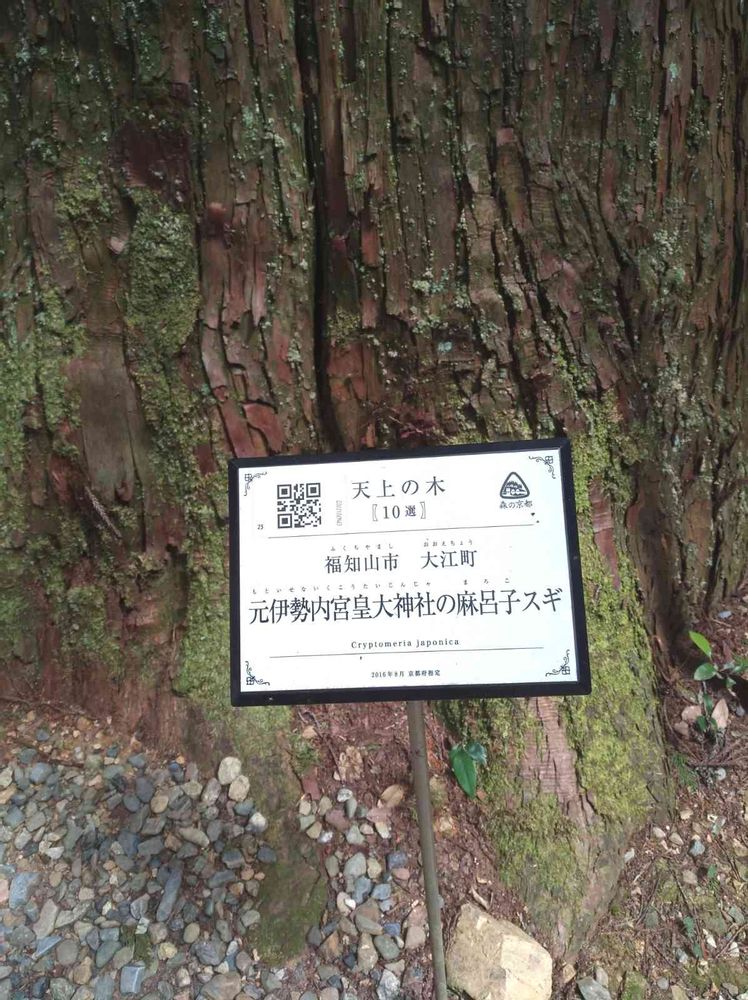 天上の木
〖10選〗
森の京都
25
ふくちやまし おおえちょう
福知山市 大江町
もといせないくこうたいじんじゃ まろこ
元伊勢内宮皇大神社の麻呂子スギ
Cryptomeria japonica
2016年8月 京都府指定